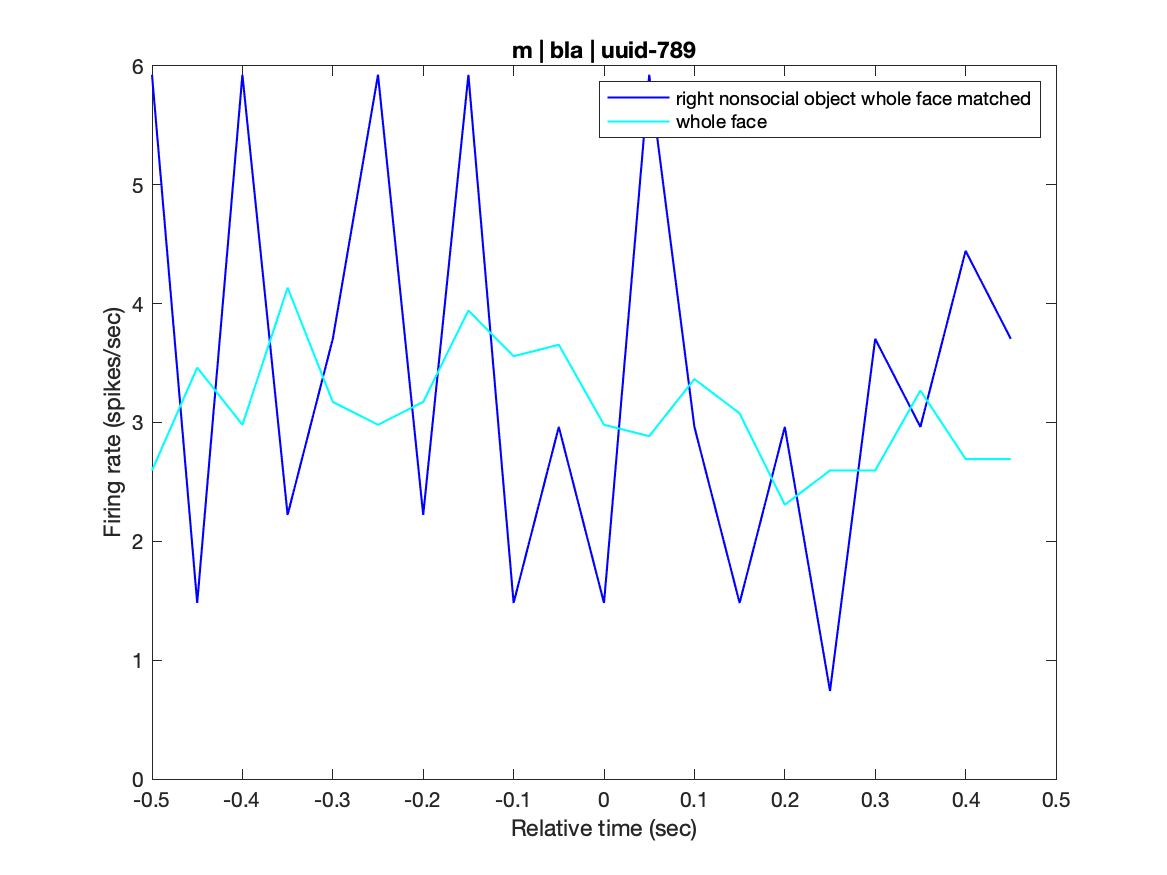 m | bla | uuid-789
right nonsocial object whole face matched
whole face
Firing rate (spikes/sec)
6
5
4
3
2
1
0
-0.5 -0.4 -0.3 -0.2 -0.1 0 0.1 0.2 0.3 0.4 0.5
Relative time (sec)